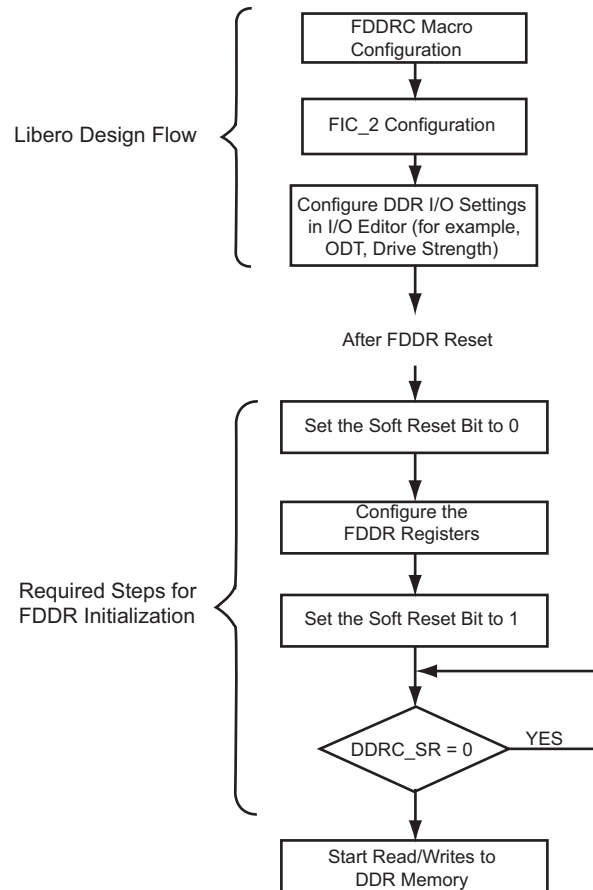 FDDRC Macro
Configuration
Libero Design Flow
FIC_2 Configuration
Configure DDR I/O Settings
in I/O Editor (for example,
ODT, Drive Strength)
After FDDR Reset
Set the Soft Reset Bit to 0
Configure the
FDDR Registers
Required Steps for
FDDR Initialization
Set the Soft Reset Bit to 1
DDRC_SR = 0
YES
Start Read/Writes to
DDR Memory